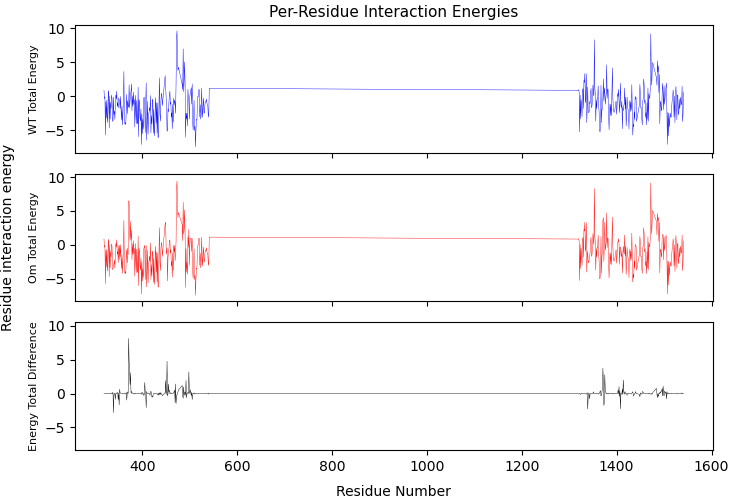 Per-Residue Interaction Energies
Residue interaction energy
WT Total Energy
10
5
0
−5
Om Total Energy
10
5
0
−5
Energy Total Difference
10
5
0
−5
400 600 800 1000 1200 1400 1600
Residue Number